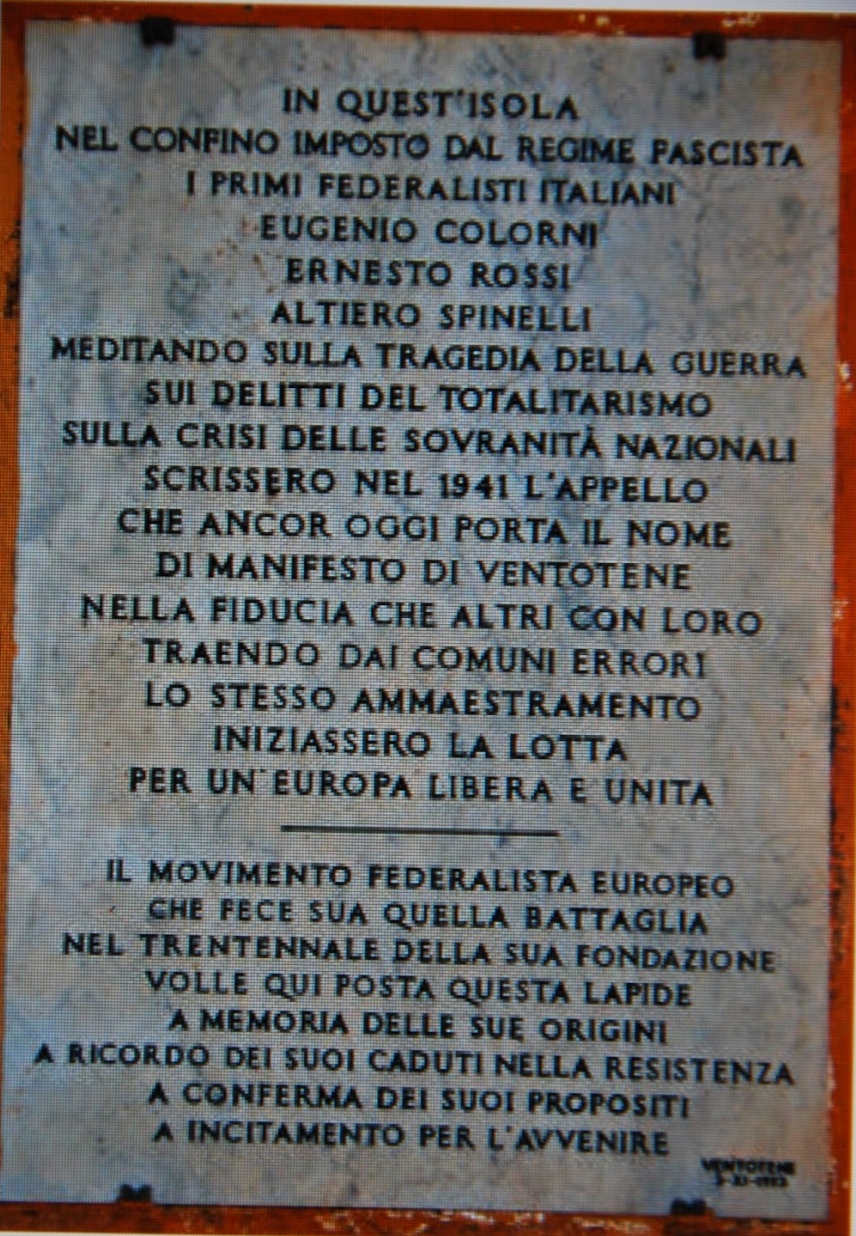 IN QUEST'ISOLA
NEL CONFINO IMPOSTO DAL REGIME FASCISTA
I PRIMI FEDERALISTI ITALIANI
EUGENIO COLORNI
ERNESTO ROSSI
ALTIERO SPINELLI
MEDITANDO SULLA TRAGEDIA DELLA GUERRA
SUI DELITTI DEL TOTALITARISMO
SULLA CRISI DELLE SOVRANITÀ NAZIONALI
SCRISSERO NEL 1941 L'APPELLO
CHE ANCOR OGGI PORTA IL NOME
DI MANIFESTO DI VENTOTENE
NELLA FIDUCIA CHE ALTRI CON LORO
TRAENDO DAI COMUNI ERRORI
LO STESSO AMMAESTRAMENTO
INIZIASSERO LA LOTTA
PER UN'EUROPA LIBERA E UNITA
IL MOVIMENTO FEDERALISTA EUROPEO
CHE FECE SUA QUELLA BATTAGLIA
NEL TRENTENNALE DELLA SUA FONDAZIONE
VOLLE QUI POSTA QUESTA LAPIDE
A MEMORIA DELLE SUE ORIGINI
A RICORDO DEI SUOI CADUTI NELLA RESISTENZA
A CONFERMA DEI SUOI PROPOSITI
A INCITAMENTO PER L'AVVENIRE
VENTOTENE